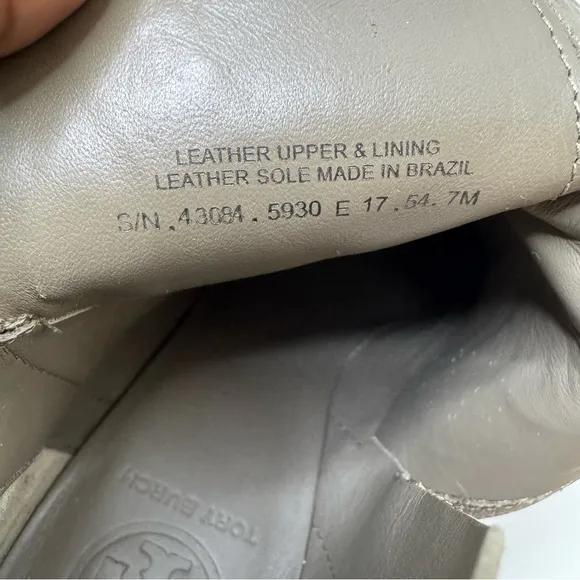 LEATHER UPPER & LINING
LEATHER SOLE MADE IN BRAZIL
S/N .43084 . 5930 E 17 . 54 . 7M
TORY BURCH